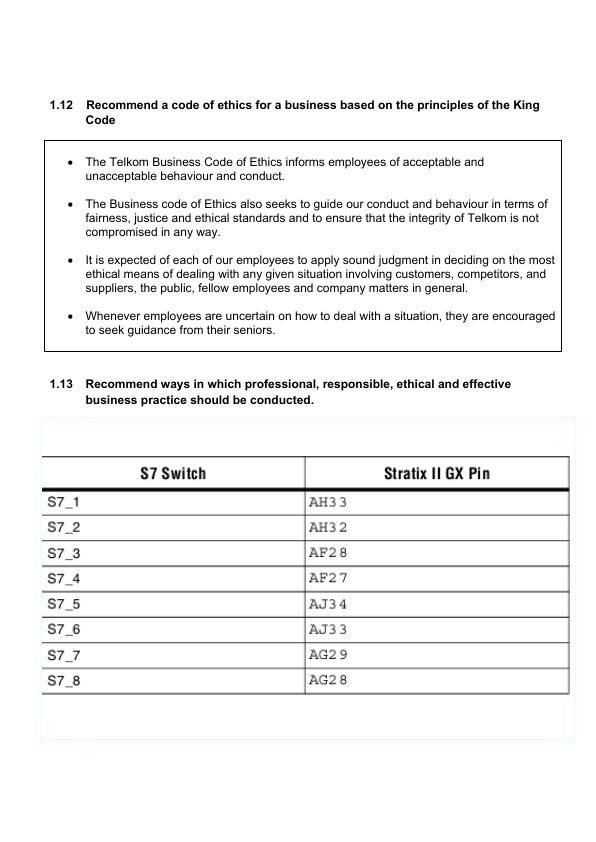 1.12 Recommend a code of ethics for a business based on the principles of the King
Code
• The Telkom Business Code of Ethics informs employees of acceptable and
unacceptable behaviour and conduct.
• The Business code of Ethics also seeks to guide our conduct and behaviour in terms of
fairness, justice and ethical standards and to ensure that the integrity of Telkom is not
compromised in any way.
• It is expected of each of our employees to apply sound judgment in deciding on the most
ethical means of dealing with any given situation involving customers, competitors, and
suppliers, the public, fellow employees and company matters in general.
• Whenever employees are uncertain on how to deal with a situation, they are encouraged
to seek guidance from their seniors.
1.13 Recommend ways in which professional, responsible, ethical and effective
business practice should be conducted.
S7 Switch Stratix II GX Pin
S7_1 AH33
S7_2 AH32
S7_3 AF28
S7_4 AF27
S7_5 AJ34
S7_6 AJ33
S7_7 AG29
S7_8 AG28